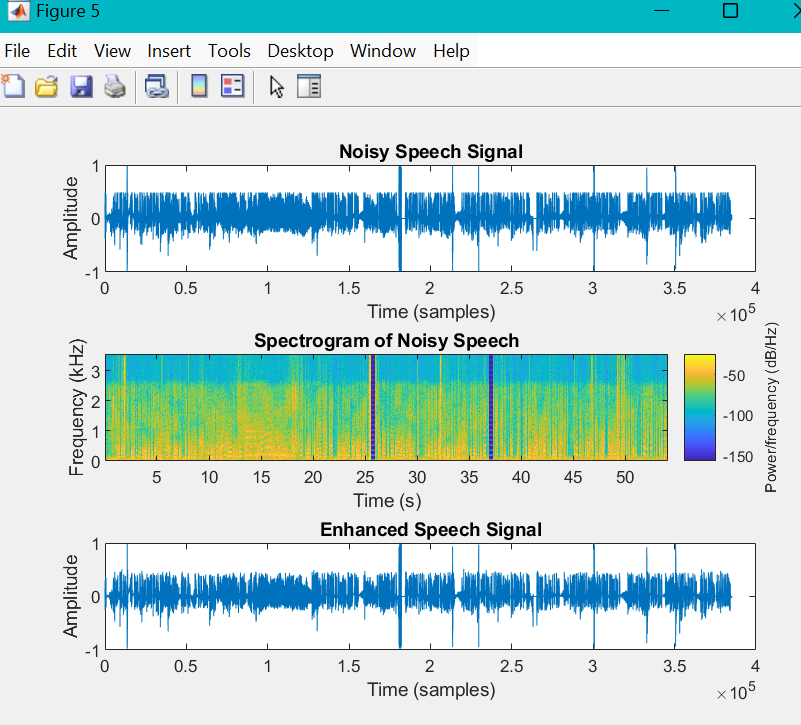 Figure 5
File Edit View Insert Tools Desktop Window Help
Noisy Speech Signal
1
0
-1
Amplitude
0 0.5 1 1.5 2 2.5 3 3.5 4
Time (samples)
×10^5
Spectrogram of Noisy Speech
3
2
1
0
Frequency (kHz)
5 10 15 20 25 30 35 40 45 50
Time (s)
-50
-100
-150
Power/frequency (dB/Hz)
Enhanced Speech Signal
1
0
-1
Amplitude
0 0.5 1 1.5 2 2.5 3 3.5 4
Time (samples)
×10^5